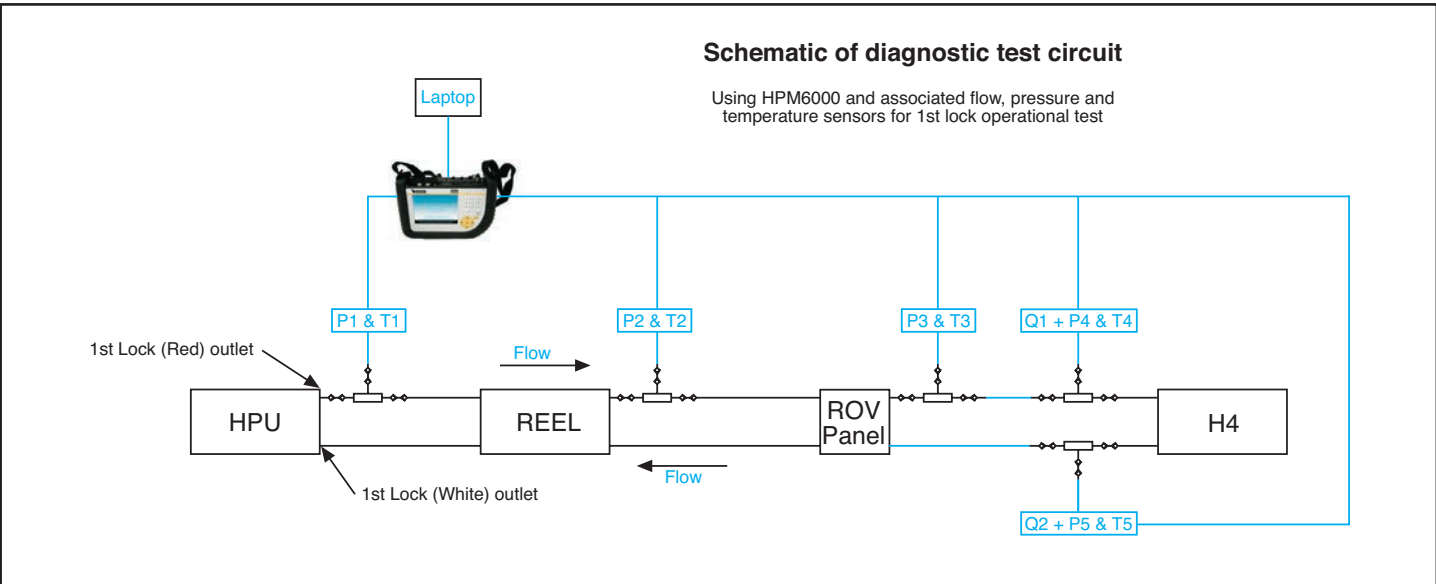 Schematic of diagnostic test circuit
Using HPM6000 and associated flow, pressure and
temperature sensors for 1st lock operational test
Laptop
P1 & T1
P2 & T2
P3 & T3
Q1 + P4 & T4
1st Lock (Red) outlet
Flow
HPU
REEL
ROV
Panel
H4
Flow
1st Lock (White) outlet
Q2 + P5 & T5